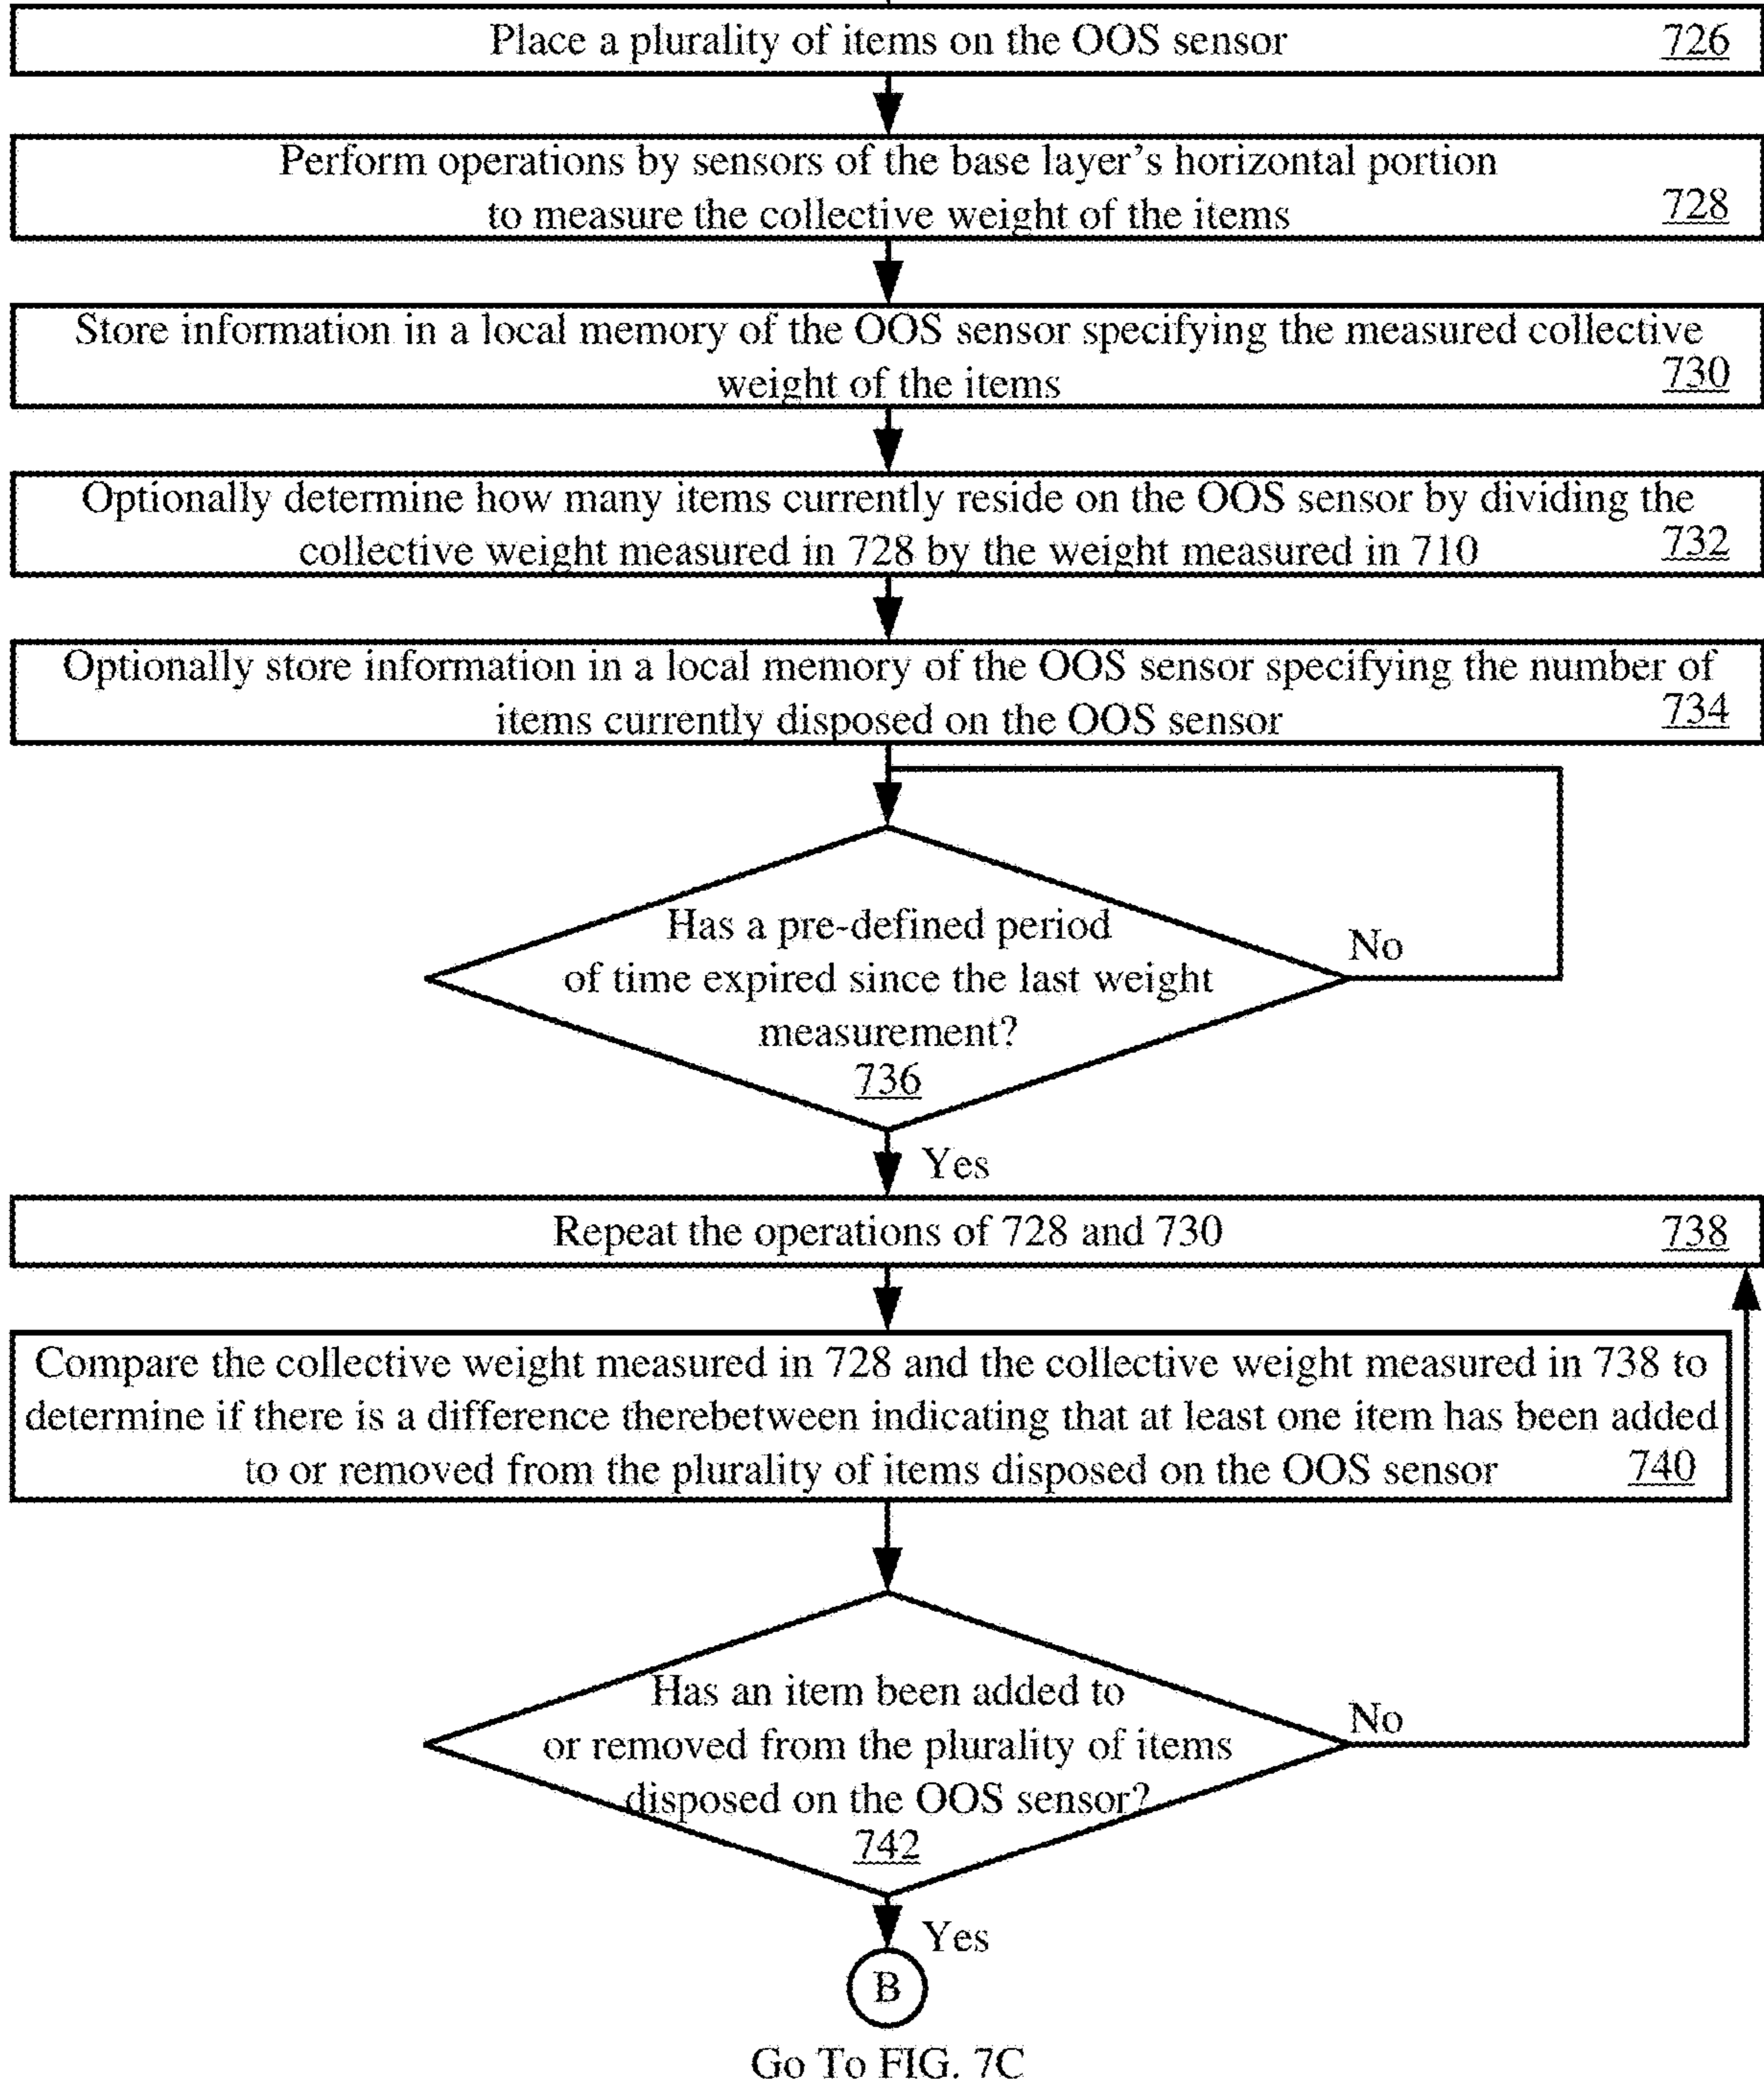 Place a plurality of items on the OOS sensor 726
Perform operations by sensors of the base layer's horizontal portion
to measure the collective weight of the items 728
Store information in a local memory of the OOS sensor specifying the measured collective
weight of the items 730
Optionally determine how many items currently reside on the OOS sensor by dividing the
collective weight measured in 728 by the weight measured in 710 732
Optionally store information in a local memory of the OOS sensor specifying the number of
items currently disposed on the OOS sensor 734
Has a pre-defined period
of time expired since the last weight
measurement?
736
No
Yes
Repeat the operations of 728 and 730 738
Compare the collective weight measured in 728 and the collective weight measured in 738 to
determine if there is a difference therebetween indicating that at least one item has been added
to or removed from the plurality of items disposed on the OOS sensor 740
Has an item been added to
or removed from the plurality of items
disposed on the OOS sensor?
742
No
Yes
B
Go To FIG. 7C